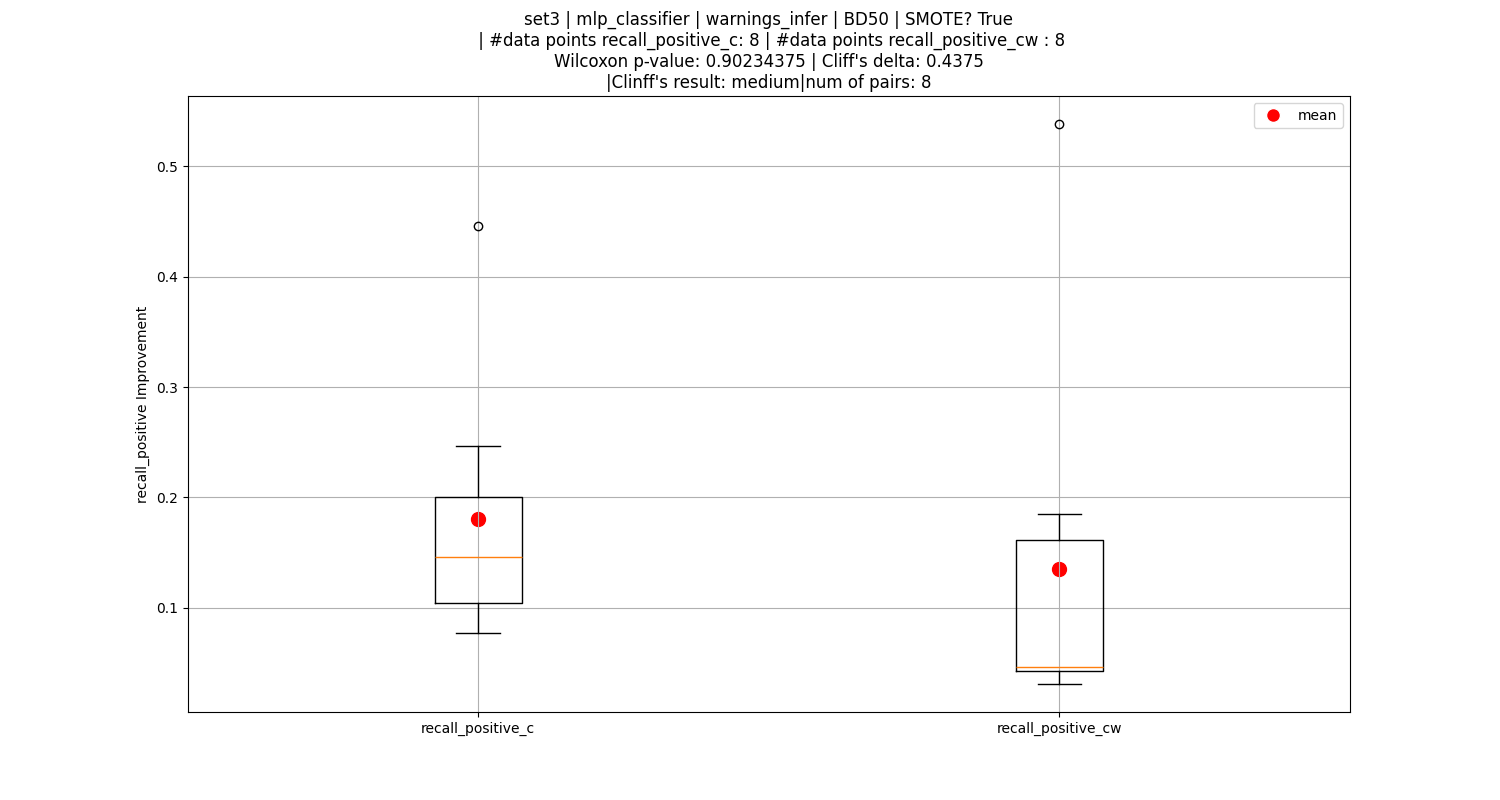 set3 | mlp_classifier | warnings_infer | BD50 | SMOTE? True
| #data points recall_positive_c: 8 | #data points recall_positive_cw : 8
Wilcoxon p-value: 0.90234375 | Cliff's delta: 0.4375
|Clinff's result: medium|num of pairs: 8
mean
0.5
0.4
0.3
0.2
0.1
recall_positive Improvement
recall_positive_c
recall_positive_cw